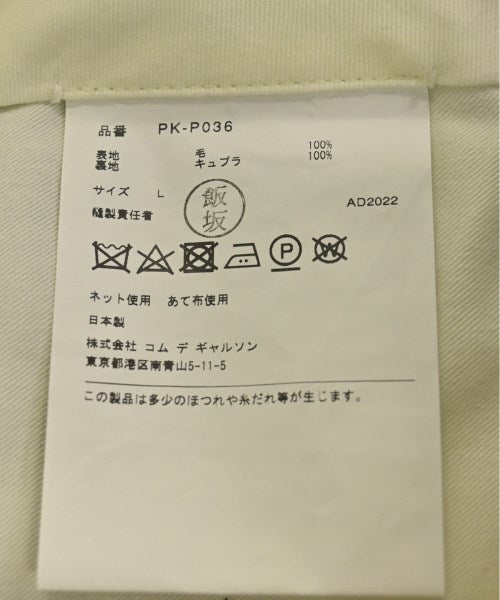 品番 PK-P036
表地 毛 100%
裏地 キュプラ 100%
サイズ L
飯坂
縫製責任者
AD2022
P
W
ネット使用 あて布使用
日本製
株式会社 コム デ ギャルソン
東京都港区南青山5-11-5
この製品は多少のほつれや糸だれ等が生じます。